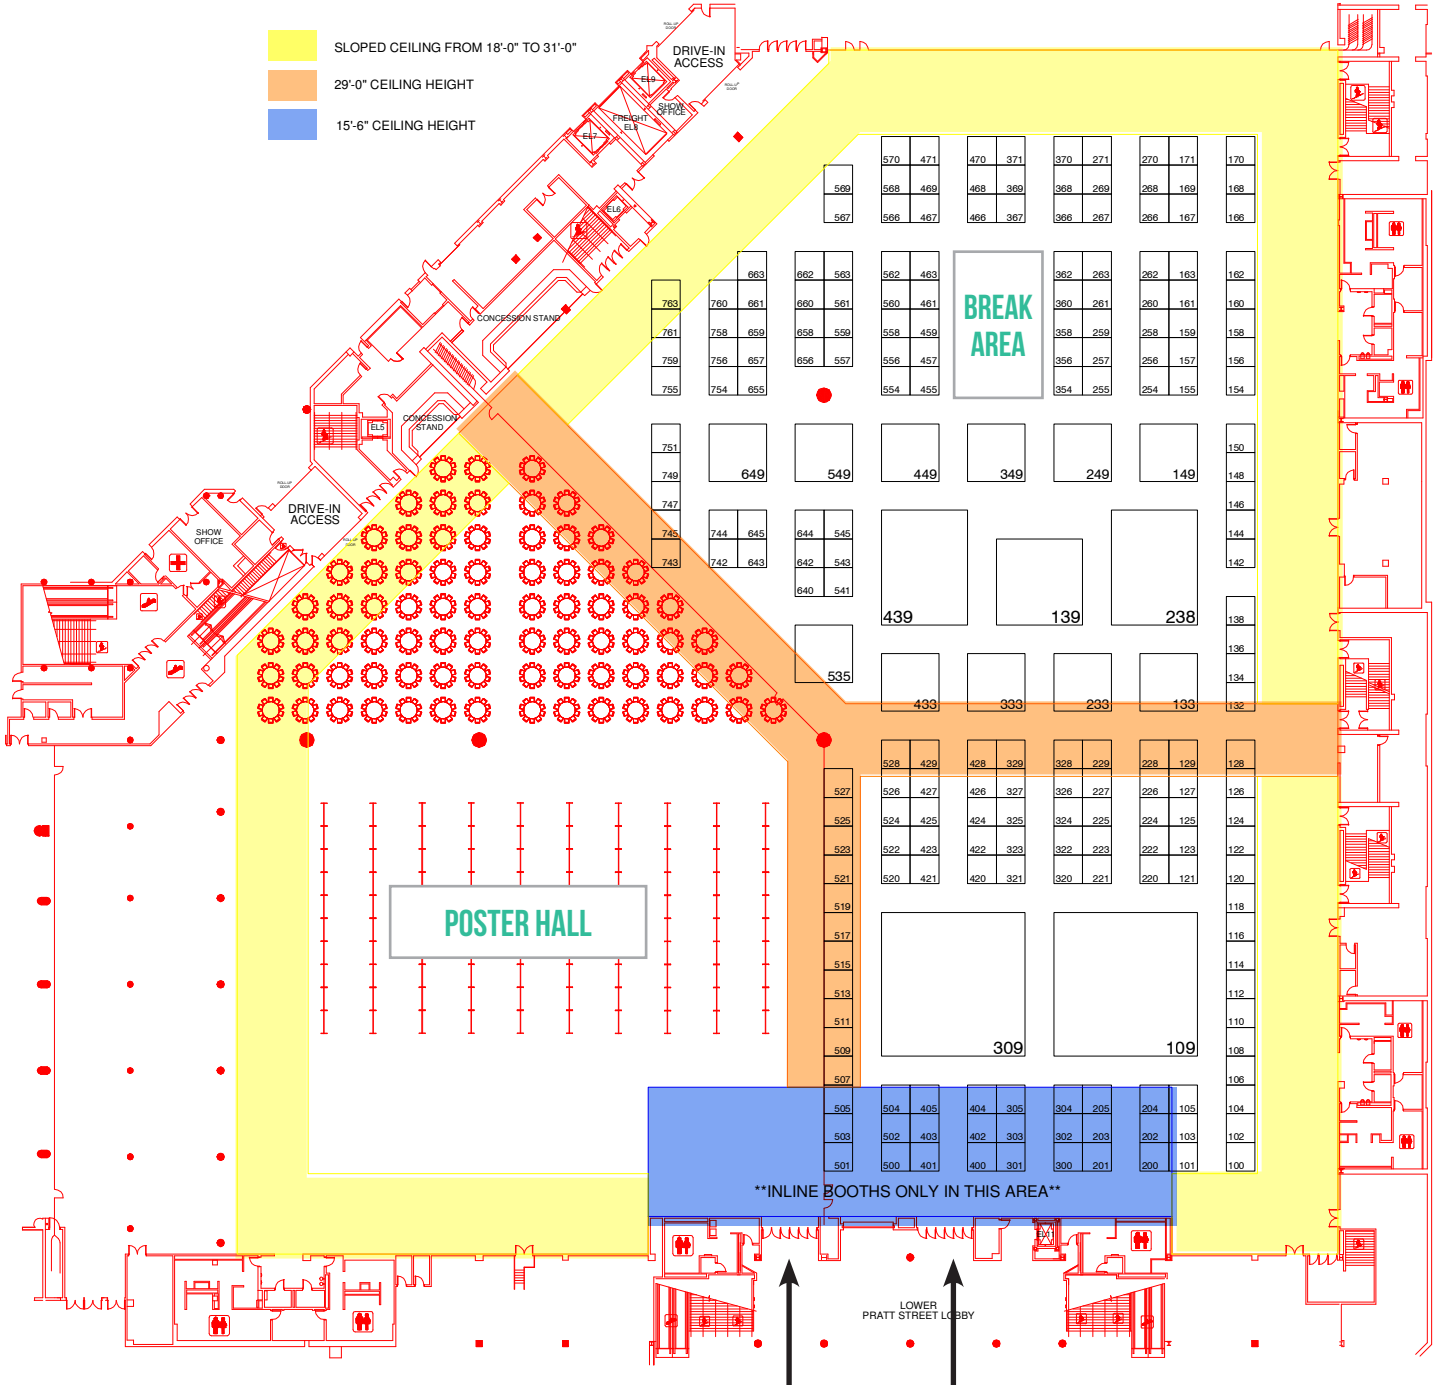 SLOPED CEILING FROM 18'-0" TO 31'-0"
29'-0" CEILING HEIGHT
15'-6" CEILING HEIGHT
DRIVE-IN
ACCESS
EL9
SHOW
OFFICE
FREIGHT
EL8
EL7
EL6
CONCESSION STAND
CONCESSION
STAND
EL5
DRIVE-IN
ACCESS
SHOW
OFFICE
570 471 470 371 370 271 270 171 170
569 568 469 468 369 368 269 268 169 168
567 566 467 466 367 366 267 266 167 166
663 662 563 562 463 362 263 262 163 162
763 760 661 660 561 560 461 360 261 260 161 160
761 758 659 658 559 558 459 358 259 258 159 158
759 756 657 656 557 556 457 356 257 256 157 156
755 754 655 554 455 354 255 254 155 154
BREAK
AREA
751 150
749 649 549 449 349 249 149 148
747 146
745 744 645 644 545 144
743 742 643 642 543 142
640 541
439 139 238 138
136
535 134
433 333 233 133 132
528 429 428 329 328 229 228 129 128
527 526 427 426 327 326 227 226 127 126
525 524 425 424 325 324 225 224 125 124
523 522 423 422 323 322 223 222 123 122
521 520 421 420 321 320 221 220 121 120
519 118
POSTER HALL
517 116
515 114
513 112
511 110
509 309 109 108
507 106
505 504 405 404 305 304 205 204 105 104
503 502 403 402 303 302 203 202 103 102
501 500 401 400 301 300 201 200 101 100
**INLINE BOOTHS ONLY IN THIS AREA**
EL11
LOWER
PRATT STREET LOBBY